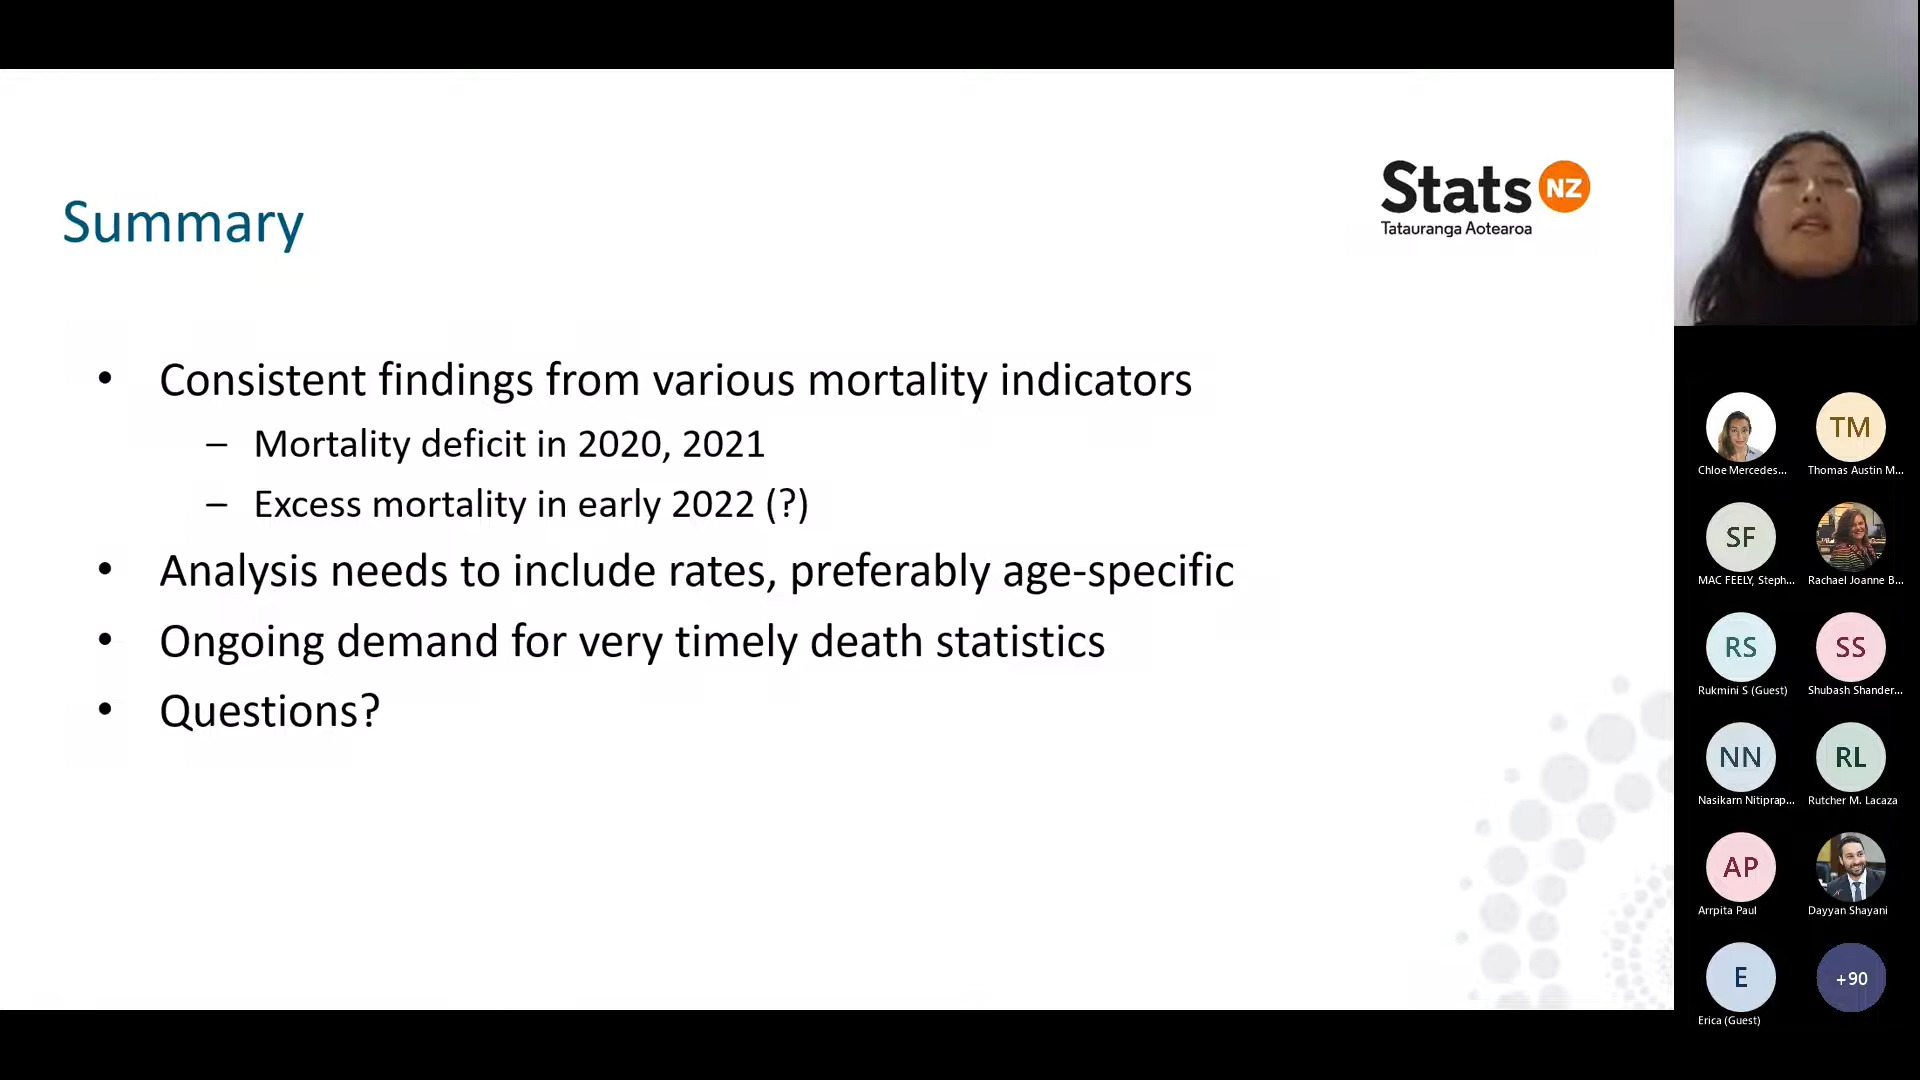 Stats NZ
Tatauranga Aotearoa
Summary
• Consistent findings from various mortality indicators
– Mortality deficit in 2020, 2021
– Excess mortality in early 2022 (?)
• Analysis needs to include rates, preferably age-specific
• Ongoing demand for very timely death statistics
• Questions?
Chloe Mercedes...
TM
Thomas Austin M...
SF
MAC FEELY, Steph...
Rachael Joanne B...
RS
Rukmini S (Guest)
SS
Shubash Shander...
NN
Nasikarn Nitiprap...
RL
Rutcher M. Lacaza
AP
Arrpita Paul
Dayyan Shayani
E
Erica (Guest)
+90